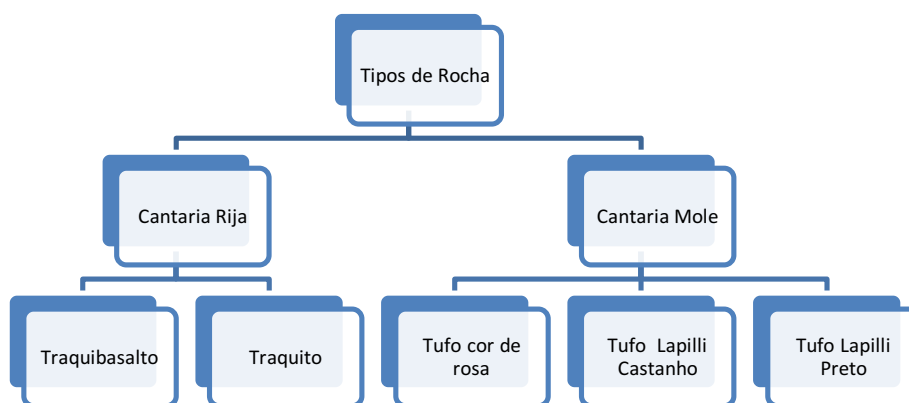 Tipos de Rocha
Cantaria Rija
Cantaria Mole
Traquibasalto
Traquito
Tufo cor de
rosa
Tufo Lapilli
Castanho
Tufo Lapilli
Preto